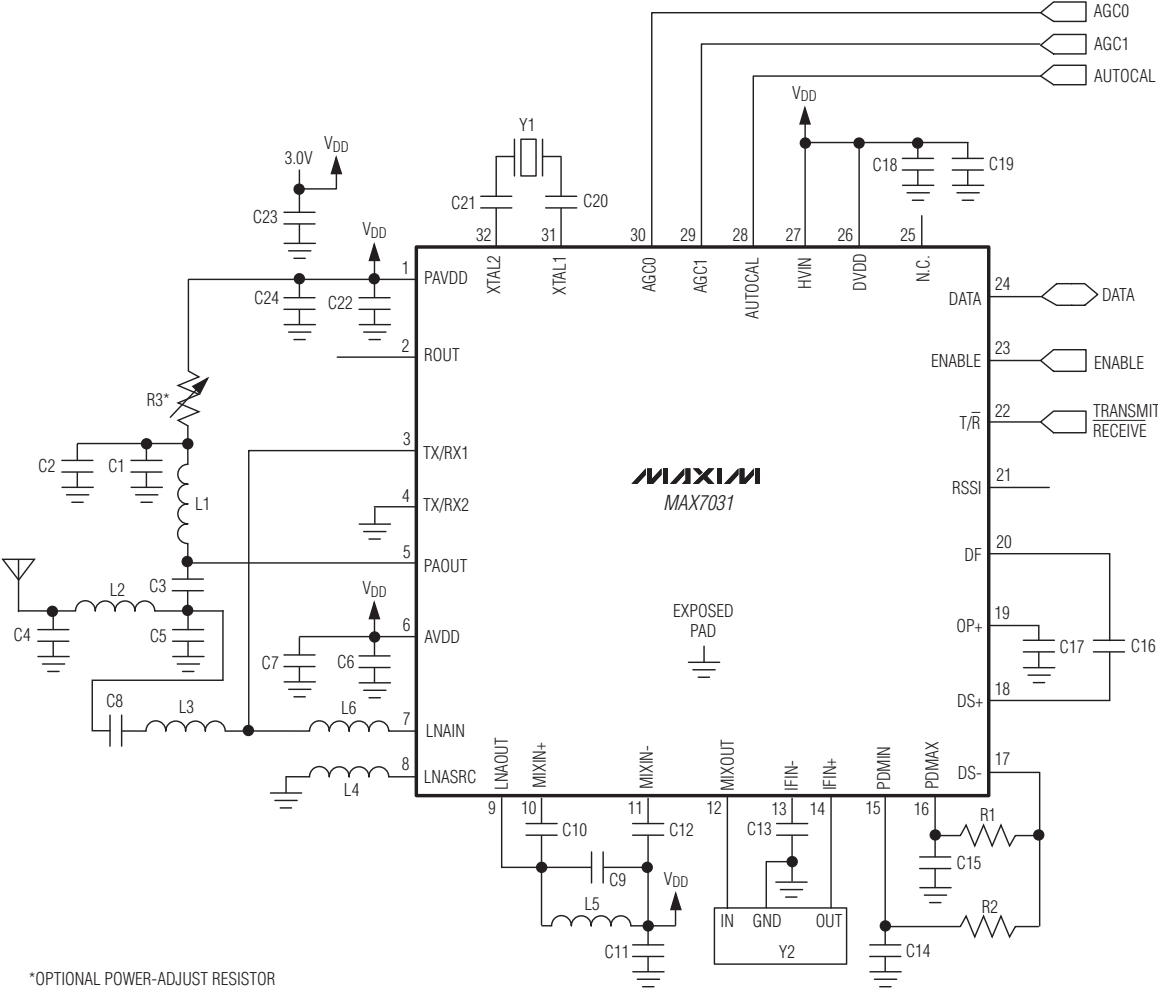 AGC0
AGC1
AUTOCAL
VDD
Y1
VDD
3.0V
C18
C19
C21
C20
C23
VDD
32
31
30
29
28
27
26
25
1
PAVDD
XTAL2
XTAL1
AGC0
AGC1
AUTOCAL
HVIN
DVDD
N.C.
24
DATA
DATA
C24
C22
2
ROUT
23
ENABLE
ENABLE
R3*
22
T/R̅
TRANSMIT
RECEIVE
3
TX/RX1
C2
C1
MAXIM
MAX7031
21
RSSI
L1
4
TX/RX2
20
DF
5
PAOUT
C3
L2
VDD
EXPOSED
PAD
19
OP+
C17
C16
C4
C5
6
AVDD
C7
C6
18
DS+
C8
L3
L6
7
LNAIN
LNAOUT
MIXIN+
MIXIN-
MIXOUT
IFIN-
IFIN+
PDMIN
PDMAX
17
DS-
8
LNASRC
L4
9
10
11
12
13
14
15
16
C10
C12
C13
R1
C9
C15
VDD
L5
IN
GND
OUT
R2
Y2
C11
C14
*OPTIONAL POWER-ADJUST RESISTOR